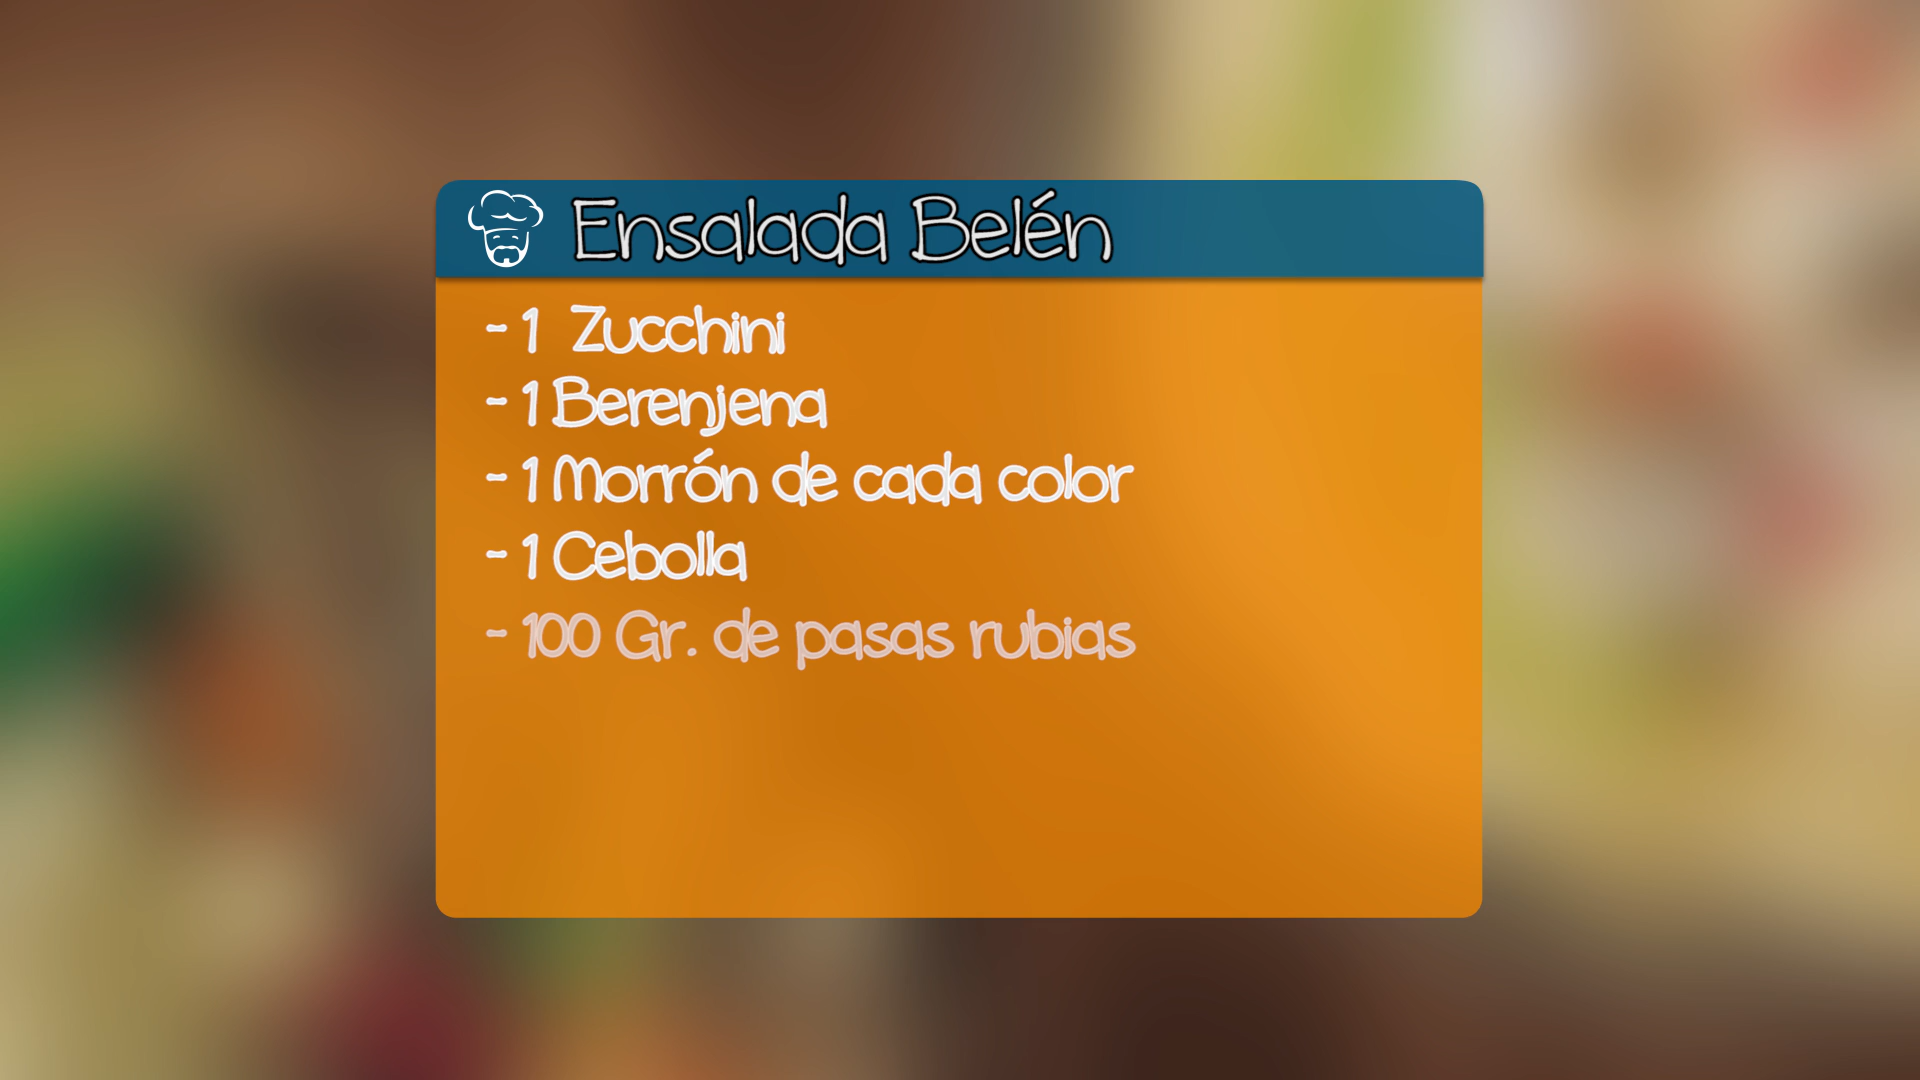 Ensalada Belén
- 1 Zucchini
- 1 Berenjena
- 1 Morrón de cada color
- 1 Cebolla
- 100 Gr. de pasas rubias